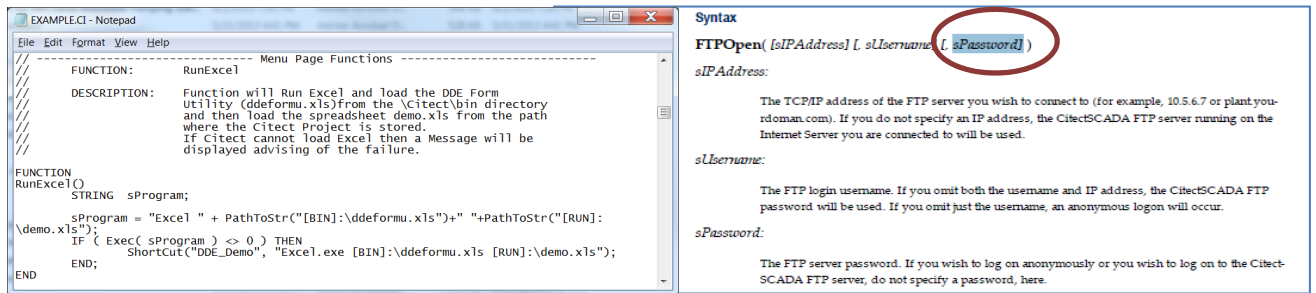 EXAMPLE.CI - Notepad
File Edit Format View Help
// ---------------------------- Menu Page Functions ----------------------------
// FUNCTION: RunExcel
//
// DESCRIPTION: Function will Run Excel and load the DDE Form
// Utility (ddeformu.xls)from the \Citect\bin directory
// and then load the spreadsheet demo.xls from the path
// where the Citect Project is stored.
// If Citect cannot load Excel then a Message will be
// displayed advising of the failure.
FUNCTION
RunExcel()
STRING sProgram;
sProgram = "Excel " + PathToStr("[BIN]:\ddeformu.xls")+" "+PathToStr("[RUN]:
\demo.xls");
IF ( Exec( sProgram ) <> 0 ) THEN
ShortCut("DDE_Demo", "Excel.exe [BIN]:\ddeformu.xls [RUN]:\demo.xls");
END;
END
Syntax
FTPOpen( [sIPAddress] [, sUsername] [, sPassword] )
sIPAddress:
The TCP/IP address of the FTP server you wish to connect to (for example, 10.5.6.7 or plant.you-
rdoman.com). If you do not specify an IP address, the CitectSCADA FTP server running on the
Internet Server you are connected to will be used.
sUsername:
The FTP login username. If you omit both the username and IP address, the CitectSCADA FTP
password will be used. If you omit just the username, an anonymous logon will occur.
sPassword:
The FTP server password. If you wish to log on anonymously or you wish to log on to the Citect-
SCADA FTP server, do not specify a password, here.